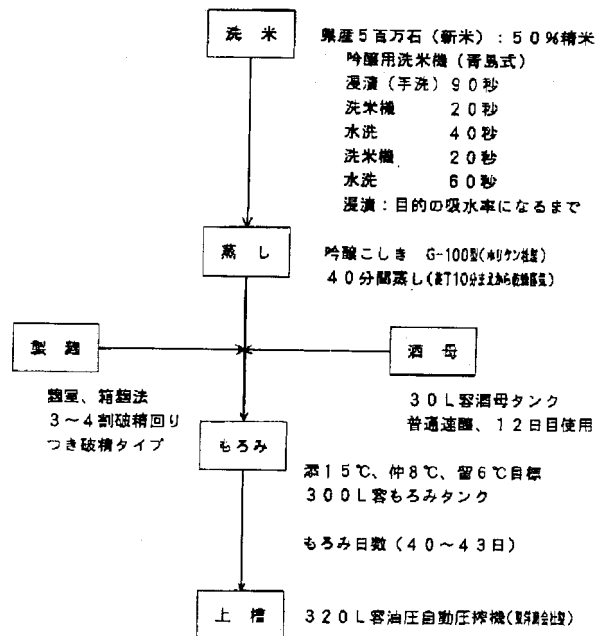 洗米
県産5百万石(新米):50%精米
吟醸用洗米機(青島式)
浸漬(手洗)90秒
洗米機 20秒
水洗 40秒
洗米機 20秒
水洗 60秒
浸漬:目的の吸水率になるまで
蒸し
吟醸こしき G-100型(ホリケン社製)
40分間蒸し
製麹
酒母
麹室、箱麹法
3~4割破精回り
つき破精タイプ
30L容酒母タンク
普通速醸、12日目使用
もろみ
添15℃、仲8℃、留6℃目標
300L容もろみタンク
もろみ日数(40~43日)
上槽
320L容油圧自動圧搾機